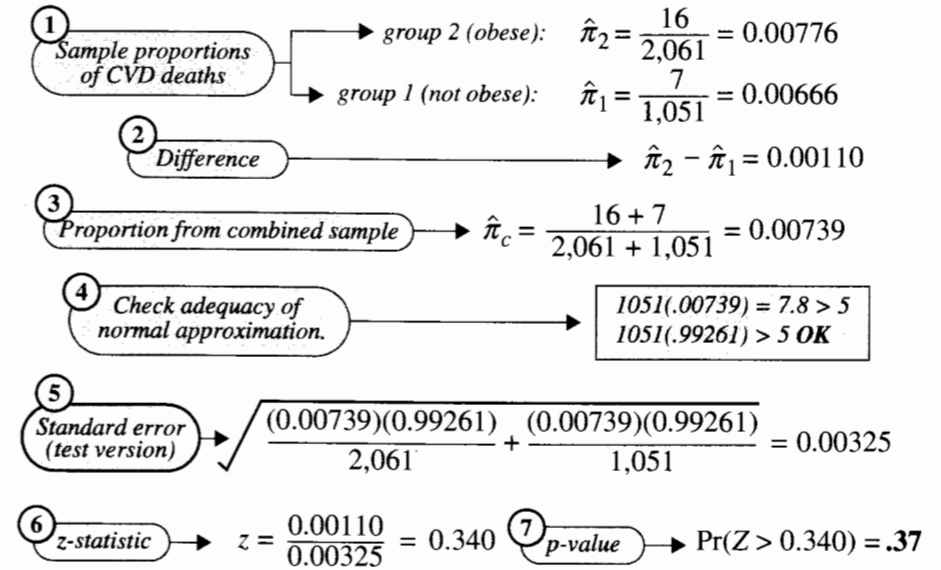 1 Sample proportions of CVD deaths
group 2 (obese): π̂₂ = 16/2,061 = 0.00776
group 1 (not obese): π̂₁ = 7/1,051 = 0.00666
2 Difference π̂₂ − π̂₁ = 0.00110
3 Proportion from combined sample π̂c = (16 + 7)/(2,061 + 1,051) = 0.00739
4 Check adequacy of normal approximation.
1051(.00739) = 7.8 > 5
1051(.99261) > 5 OK
5 Standard error (test version) √((0.00739)(0.99261)/2,061 + (0.00739)(0.99261)/1,051) = 0.00325
6 z-statistic z = 0.00110/0.00325 = 0.340
7 p-value Pr(Z > 0.340) = .37